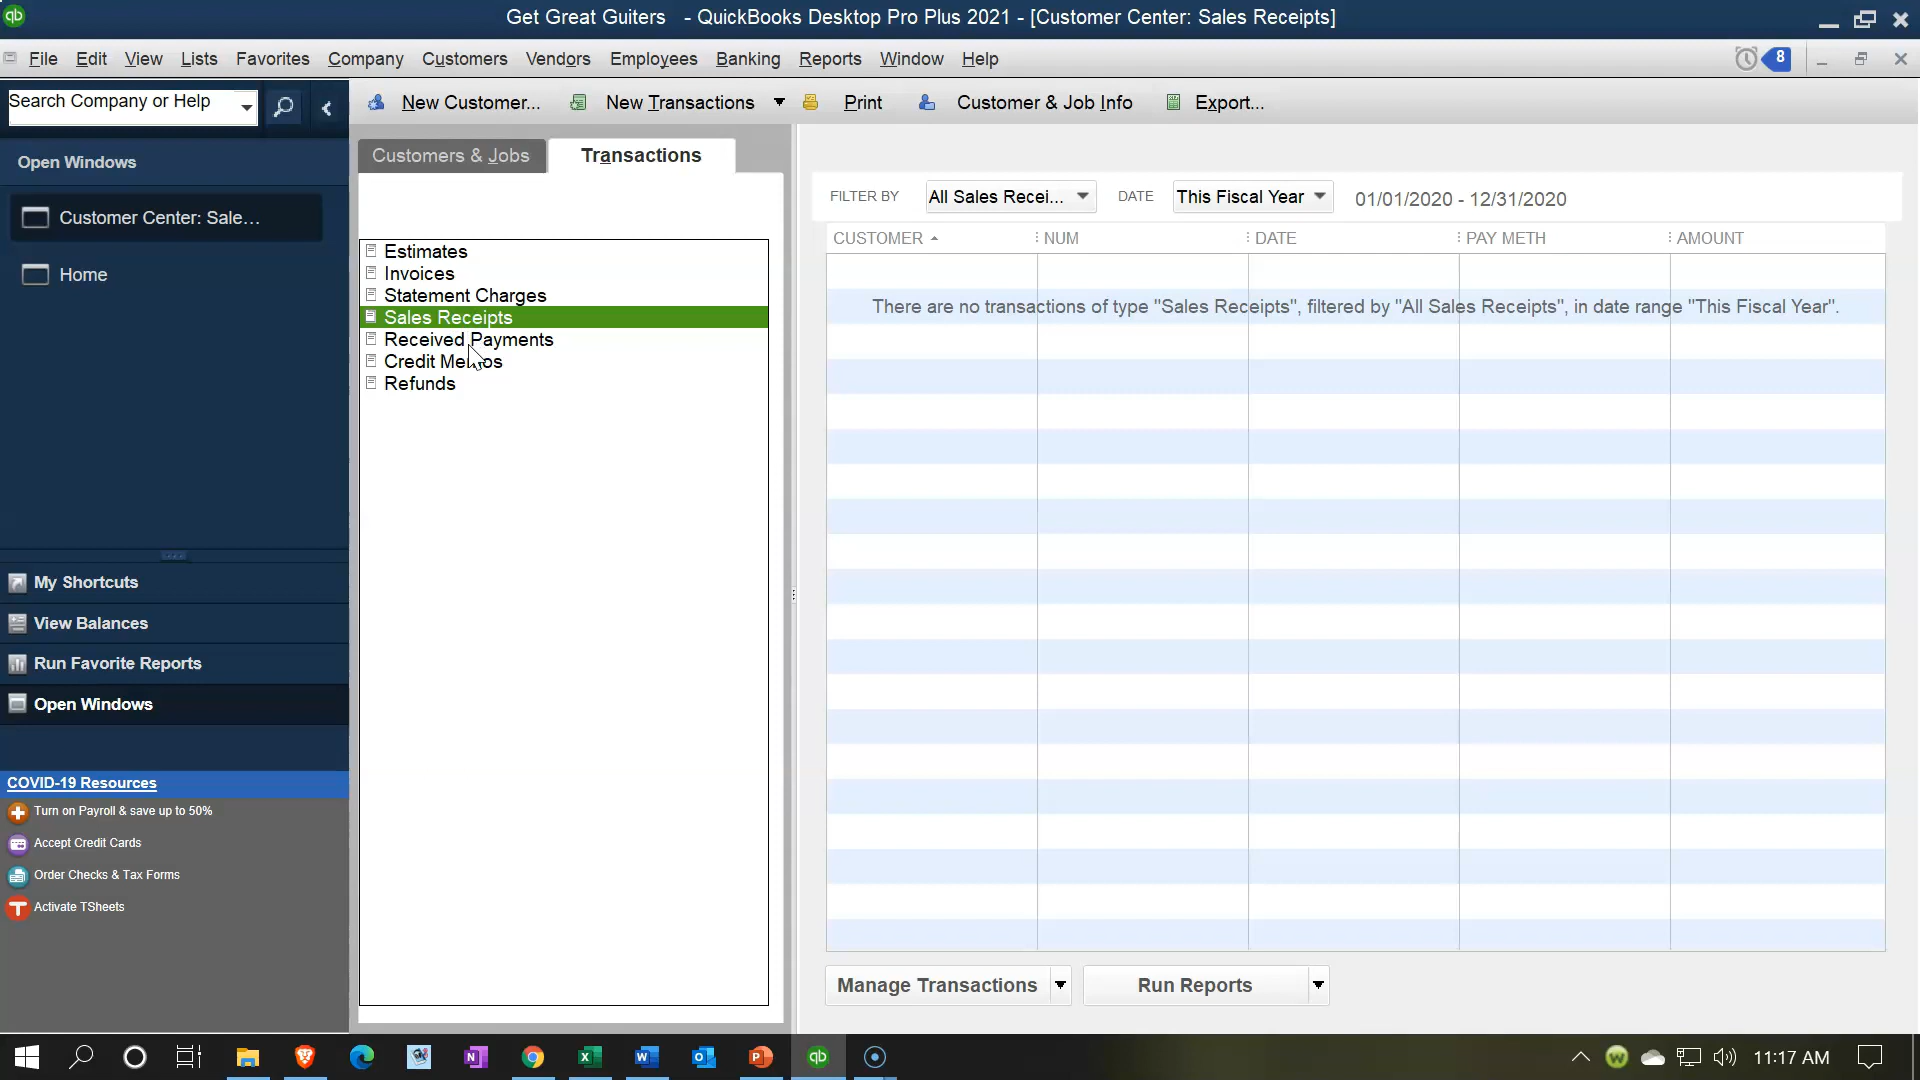 qb
Get Great Guiters - QuickBooks Desktop Pro Plus 2021 - [Customer Center: Sales Receipts]
File Edit View Lists Favorites Company Customers Vendors Employees Banking Reports Window Help
8
Search Company or Help
New Customer... New Transactions Print Customer & Job Info Export...
Open Windows
Customer Center: Sale...
Home
My Shortcuts
View Balances
Run Favorite Reports
Open Windows
COVID-19 Resources
Turn on Payroll & save up to 50%
Accept Credit Cards
Order Checks & Tax Forms
Activate TSheets
Customers & Jobs Transactions
Estimates
Invoices
Statement Charges
Sales Receipts
Received Payments
Credit Memos
Refunds
FILTER BY All Sales Recei... DATE This Fiscal Year 01/01/2020 - 12/31/2020
CUSTOMER NUM DATE PAY METH AMOUNT
There are no transactions of type "Sales Receipts", filtered by "All Sales Receipts", in date range "This Fiscal Year".
Manage Transactions Run Reports
11:17 AM